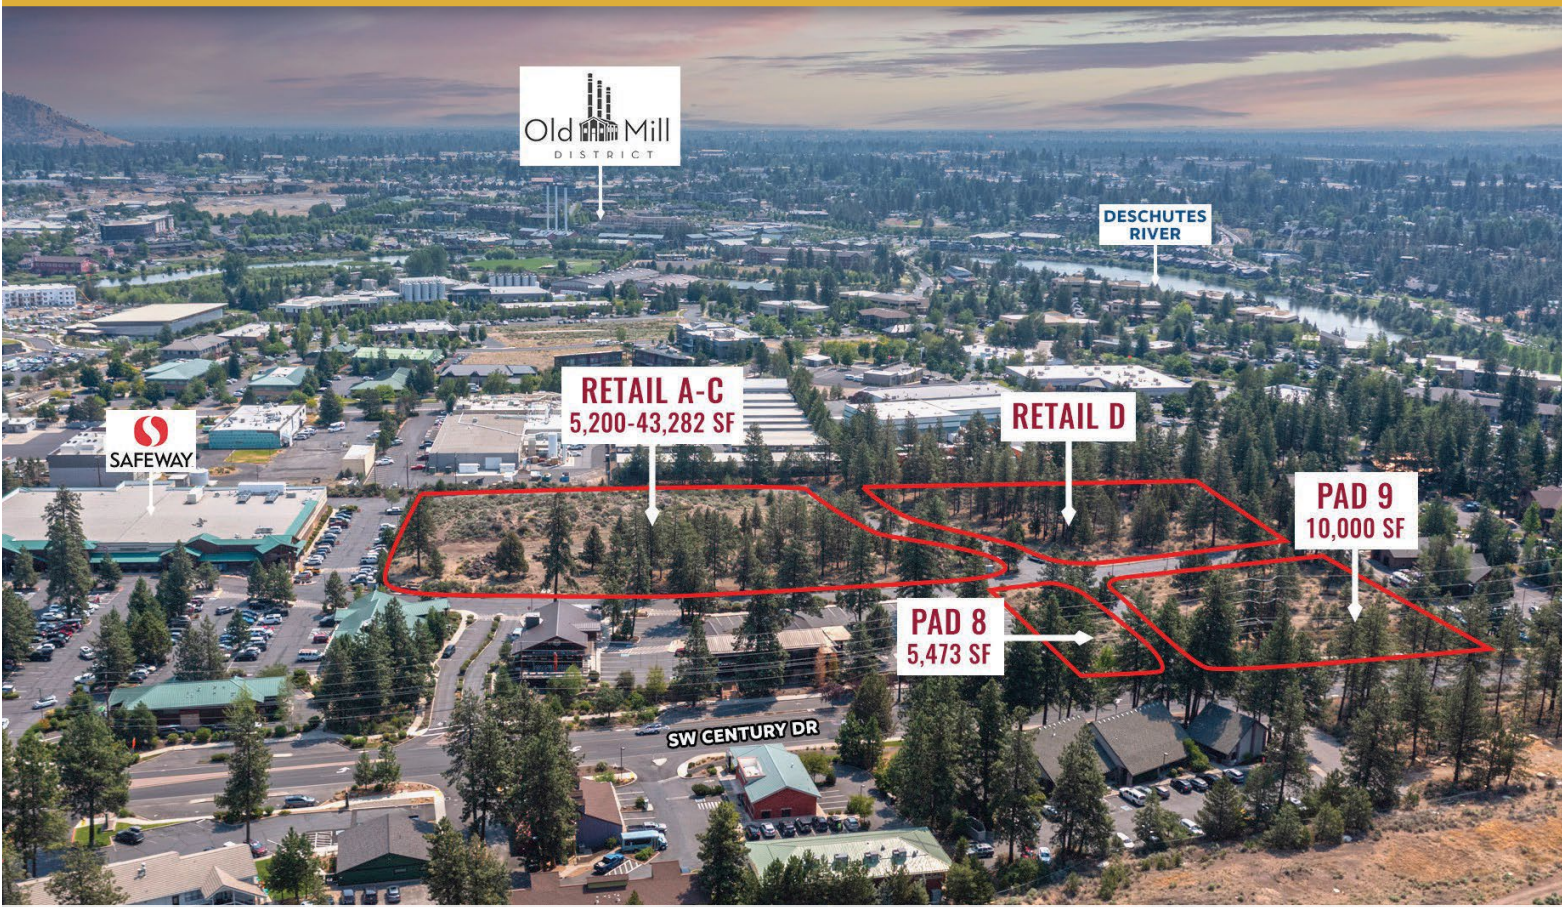 Old Mill
DISTRICT
DESCHUTES
RIVER
RETAIL A-C
5,200-43,282 SF
RETAIL D
SAFEWAY
PAD 9
10,000 SF
PAD 8
5,473 SF
SW CENTURY DR